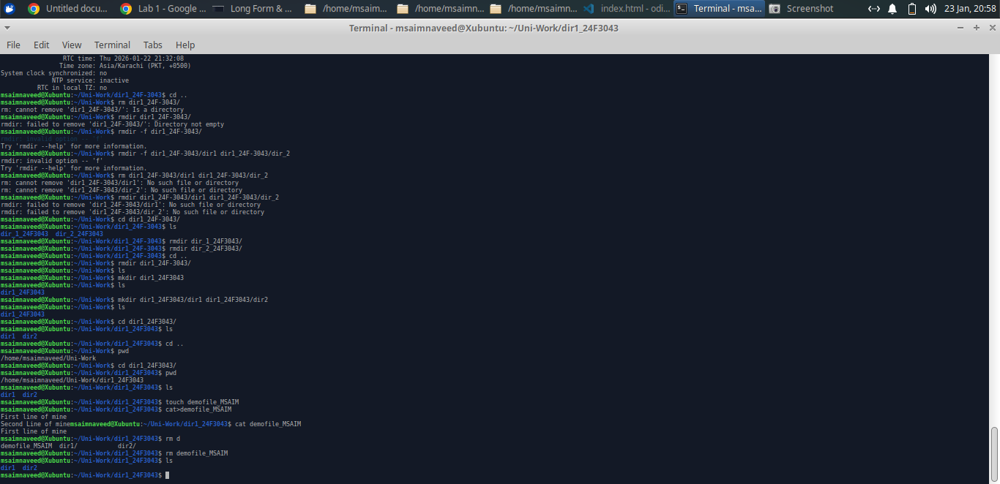 Untitled docu...
Lab 1 - Google ...
Long Form & ...
/home/msaim...
/home/msaimn...
/home/msaimn...
index.html - odi...
Terminal - msa...
Screenshot
23 Jan, 20:58
Terminal - msaimnaveed@Xubuntu: ~/Uni-Work/dir1_24F3043
File Edit View Terminal Tabs Help
RTC time: Thu 2026-01-22 21:32:08
Time zone: Asia/Karachi (PKT, +0500)
System clock synchronized: no
NTP service: inactive
RTC in local TZ: no
msaimnaveed@Xubuntu:~/Uni-Work/dir1_24F-3043$ cd ..
msaimnaveed@Xubuntu:~/Uni-Work$ rm dir1_24F-3043/
rm: cannot remove 'dir1_24F-3043/': Is a directory
msaimnaveed@Xubuntu:~/Uni-Work$ rmdir dir1_24F-3043/
rmdir: failed to remove 'dir1_24F-3043/': Directory not empty
msaimnaveed@Xubuntu:~/Uni-Work$ rmdir -f dir1_24F-3043/
rmdir: invalid option -- 'f'
Try 'rmdir --help' for more information.
msaimnaveed@Xubuntu:~/Uni-Work$ rmdir -f dir1_24F-3043/dir1 dir1_24F-3043/dir_2
rmdir: invalid option -- 'f'
Try 'rmdir --help' for more information.
msaimnaveed@Xubuntu:~/Uni-Work$ rm dir1_24F-3043/dir1 dir1_24F-3043/dir_2
rm: cannot remove 'dir1_24F-3043/dir1': No such file or directory
rm: cannot remove 'dir1_24F-3043/dir_2': No such file or directory
msaimnaveed@Xubuntu:~/Uni-Work$ rmdir dir1_24F-3043/dir1 dir1_24F-3043/dir_2
rmdir: failed to remove 'dir1_24F-3043/dir1': No such file or directory
rmdir: failed to remove 'dir1_24F-3043/dir_2': No such file or directory
msaimnaveed@Xubuntu:~/Uni-Work$ cd dir1_24F-3043/
msaimnaveed@Xubuntu:~/Uni-Work/dir1_24F-3043$ ls
dir_1_24F3043  dir_2_24F3043
msaimnaveed@Xubuntu:~/Uni-Work/dir1_24F-3043$ rmdir dir_1_24F3043/
msaimnaveed@Xubuntu:~/Uni-Work/dir1_24F-3043$ rmdir dir_2_24F3043/
msaimnaveed@Xubuntu:~/Uni-Work/dir1_24F-3043$ cd ..
msaimnaveed@Xubuntu:~/Uni-Work$ rmdir dir1_24F-3043/
msaimnaveed@Xubuntu:~/Uni-Work$ ls
msaimnaveed@Xubuntu:~/Uni-Work$ mkdir dir1_24F3043
msaimnaveed@Xubuntu:~/Uni-Work$ ls
dir1_24F3043
msaimnaveed@Xubuntu:~/Uni-Work$ mkdir dir1_24F3043/dir1 dir1_24F3043/dir2
msaimnaveed@Xubuntu:~/Uni-Work$ ls
dir1_24F3043
msaimnaveed@Xubuntu:~/Uni-Work$ cd dir1_24F3043/
msaimnaveed@Xubuntu:~/Uni-Work/dir1_24F3043$ ls
dir1  dir2
msaimnaveed@Xubuntu:~/Uni-Work/dir1_24F3043$ cd ..
msaimnaveed@Xubuntu:~/Uni-Work$ pwd
/home/msaimnaveed/Uni-Work
msaimnaveed@Xubuntu:~/Uni-Work$ cd dir1_24F3043/
msaimnaveed@Xubuntu:~/Uni-Work/dir1_24F3043$ pwd
/home/msaimnaveed/Uni-Work/dir1_24F3043
msaimnaveed@Xubuntu:~/Uni-Work/dir1_24F3043$ ls
dir1  dir2
msaimnaveed@Xubuntu:~/Uni-Work/dir1_24F3043$ touch demofile_MSAIM
msaimnaveed@Xubuntu:~/Uni-Work/dir1_24F3043$ cat>demofile_MSAIM
First line of mine
Second Line of minemsaimnaveed@Xubuntu:~/Uni-Work/dir1_24F3043$ cat demofile_MSAIM
First line of mine
msaimnaveed@Xubuntu:~/Uni-Work/dir1_24F3043$ rm d
demofile_MSAIM  dir1/           dir2/
msaimnaveed@Xubuntu:~/Uni-Work/dir1_24F3043$ rm demofile_MSAIM
msaimnaveed@Xubuntu:~/Uni-Work/dir1_24F3043$ ls
dir1  dir2
msaimnaveed@Xubuntu:~/Uni-Work/dir1_24F3043$